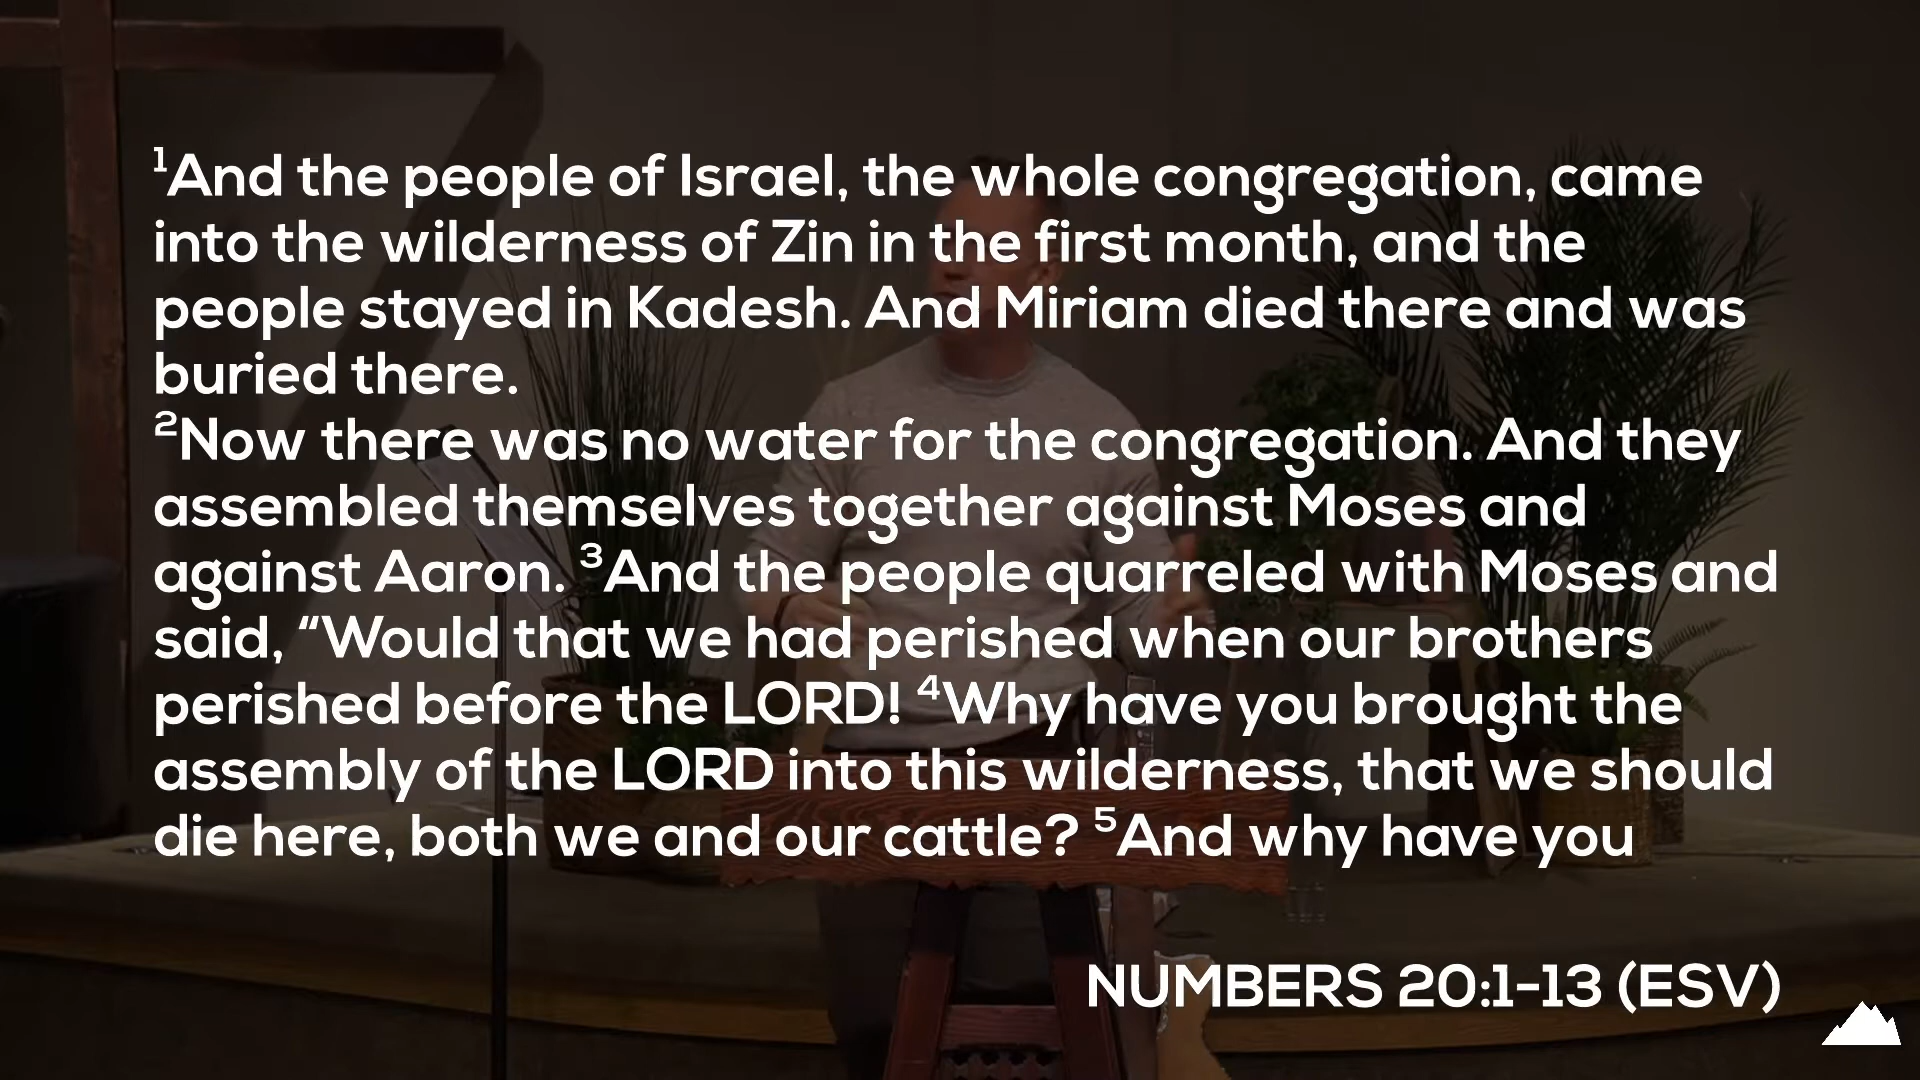 ¹And the people of Israel, the whole congregation, came
into the wilderness of Zin in the first month, and the
people stayed in Kadesh. And Miriam died there and was
buried there.
²Now there was no water for the congregation. And they
assembled themselves together against Moses and
against Aaron. ³And the people quarreled with Moses and
said, “Would that we had perished when our brothers
perished before the LORD! ⁴Why have you brought the
assembly of the LORD into this wilderness, that we should
die here, both we and our cattle? ⁵And why have you
NUMBERS 20:1-13 (ESV)